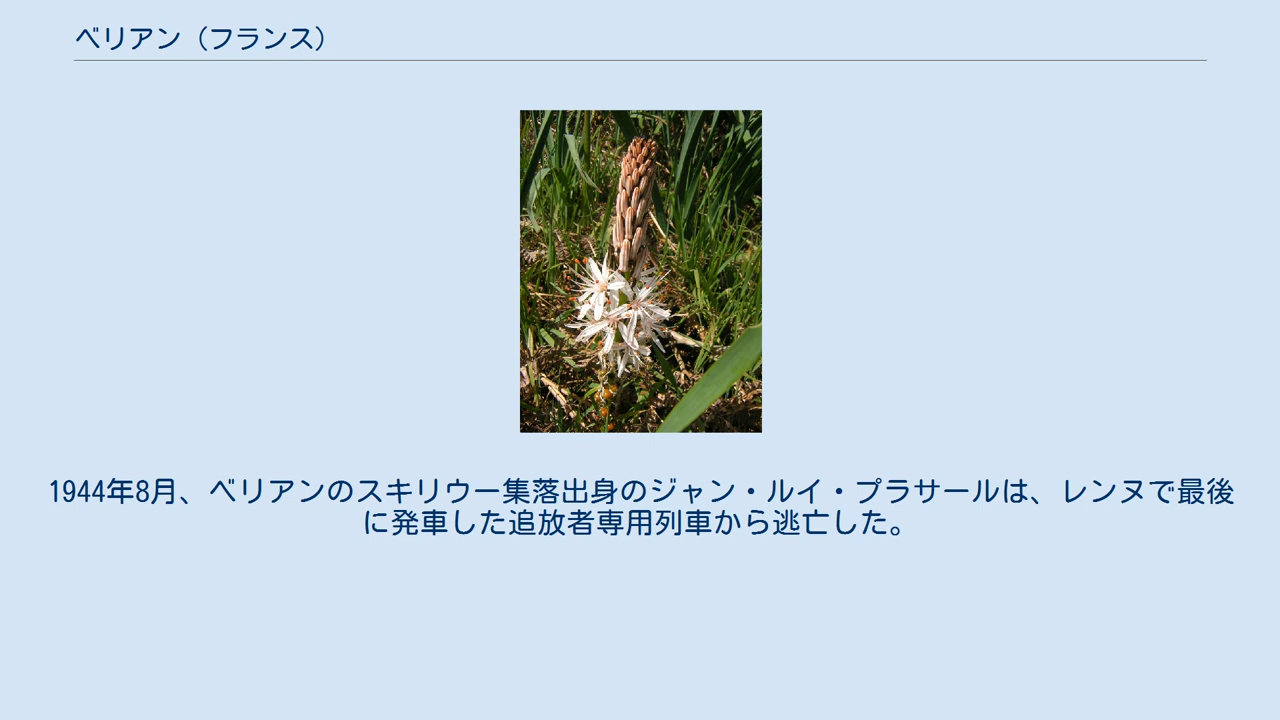 ベリアン（フランス）
1944年8月、ベリアンのスキリウー集落出身のジャン・ルイ・プラサールは、レンヌで最後
に発車した追放者専用列車から逃亡した。